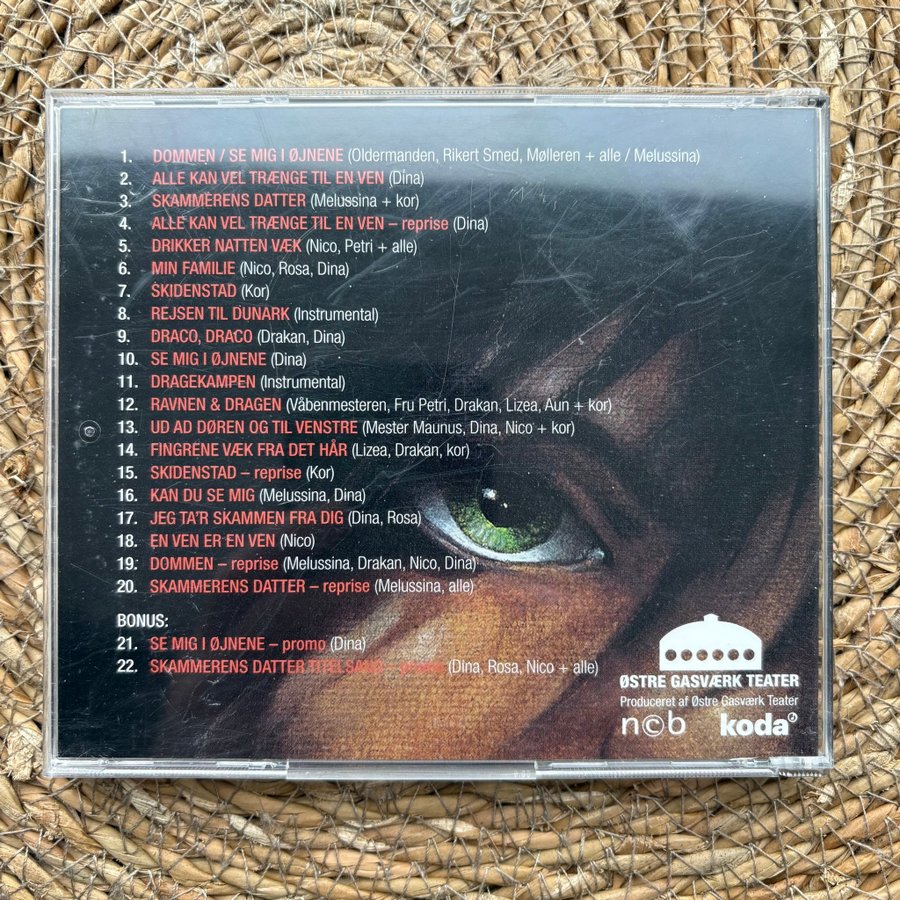 1. DOMMEN / SE MIG I ØJNENE (Oldermanden, Rikert Smed, Mølleren + alle / Melussina)
2. ALLE KAN VEL TRÆNGE TIL EN VEN (Dina)
3. SKAMMERENS DATTER (Melussina + kor)
4. ALLE KAN VEL TRÆNGE TIL EN VEN – reprise (Dina)
5. DRIKKER NATTEN VÆK (Nico, Petri + alle)
6. MIN FAMILIE (Nico, Rosa, Dina)
7. SKIDENSTAD (Kor)
8. REJSEN TIL DUNARK (Instrumental)
9. DRACO, DRACO (Drakan, Dina)
10. SE MIG I ØJNENE (Dina)
11. DRAGEKAMPEN (Instrumental)
12. RAVNEN & DRAGEN (Våbenmesteren, Fru Petri, Drakan, Lizea, Aun + kor)
13. UD AD DØREN OG TIL VENSTRE (Mester Maunus, Dina, Nico + kor)
14. FINGRENE VÆK FRA DET HÅR (Lizea, Drakan, kor)
15. SKIDENSTAD – reprise (Kor)
16. KAN DU SE MIG (Melussina, Dina)
17. JEG TA'R SKAMMEN FRA DIG (Dina, Rosa)
18. EN VEN ER EN VEN (Nico)
19. DOMMEN – reprise (Melussina, Drakan, Nico, Dina)
20. SKAMMERENS DATTER – reprise (Melussina, alle)
BONUS:
21. SE MIG I ØJNENE – promo (Dina)
22. SKAMMERENS DATTER TITELSANG – promo (Dina, Rosa, Nico + alle)
ØSTRE GASVÆRK TEATER
Produceret af Østre Gasværk Teater
n©b koda